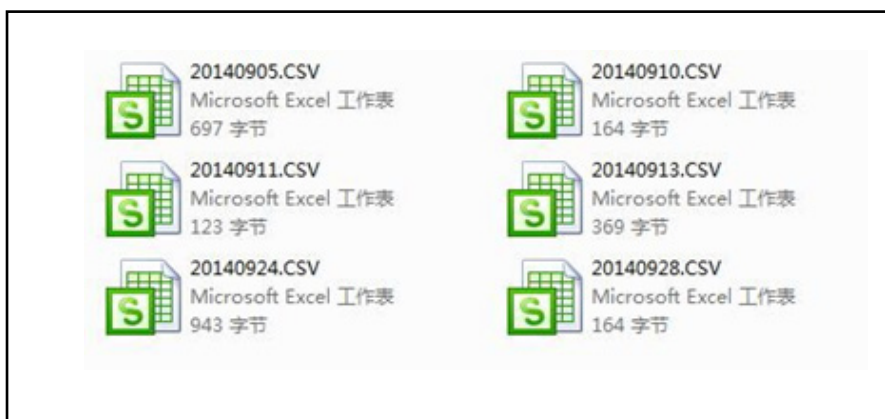 20140905.CSV
Microsoft Excel 工作表
697 字节
20140910.CSV
Microsoft Excel 工作表
164 字节
20140911.CSV
Microsoft Excel 工作表
123 字节
20140913.CSV
Microsoft Excel 工作表
369 字节
20140924.CSV
Microsoft Excel 工作表
943 字节
20140928.CSV
Microsoft Excel 工作表
164 字节